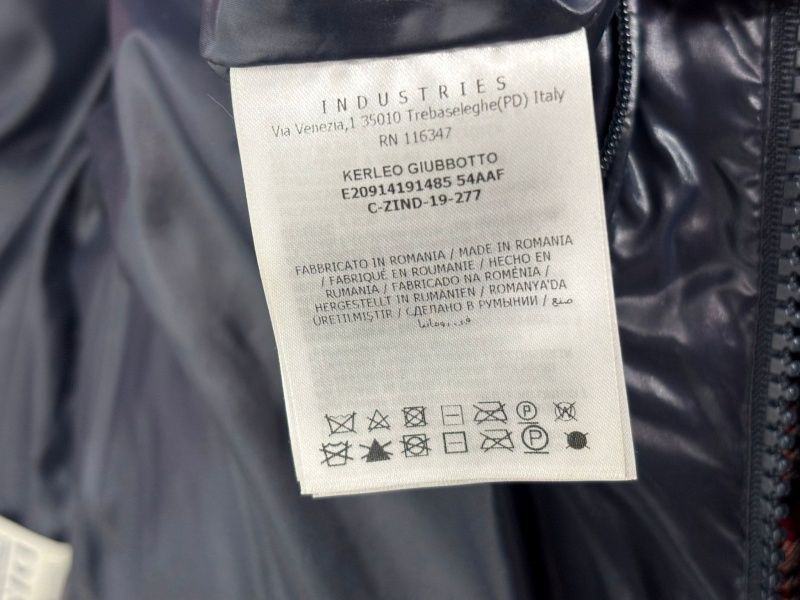 INDUSTRIES
Via Venezia,1 35010 Trebaseleghe(PD) Italy
RN 116347
KERLEO GIUBBOTTO
E20914191485 54AAF
C-ZIND-19-277
FABBRICATO IN ROMANIA / MADE IN ROMANIA
/ FABRIQUÉ EN ROUMANIE / HECHO EN
RUMANIA / FABRICADO NA ROMÉNIA /
HERGESTELLT IN RUMÄNIEN / ROMANYA'DA
ÜRETILMIŞTIR / СДЕЛАНО В РУМЫНИИ / صنع
في رومانيا
P
W
P